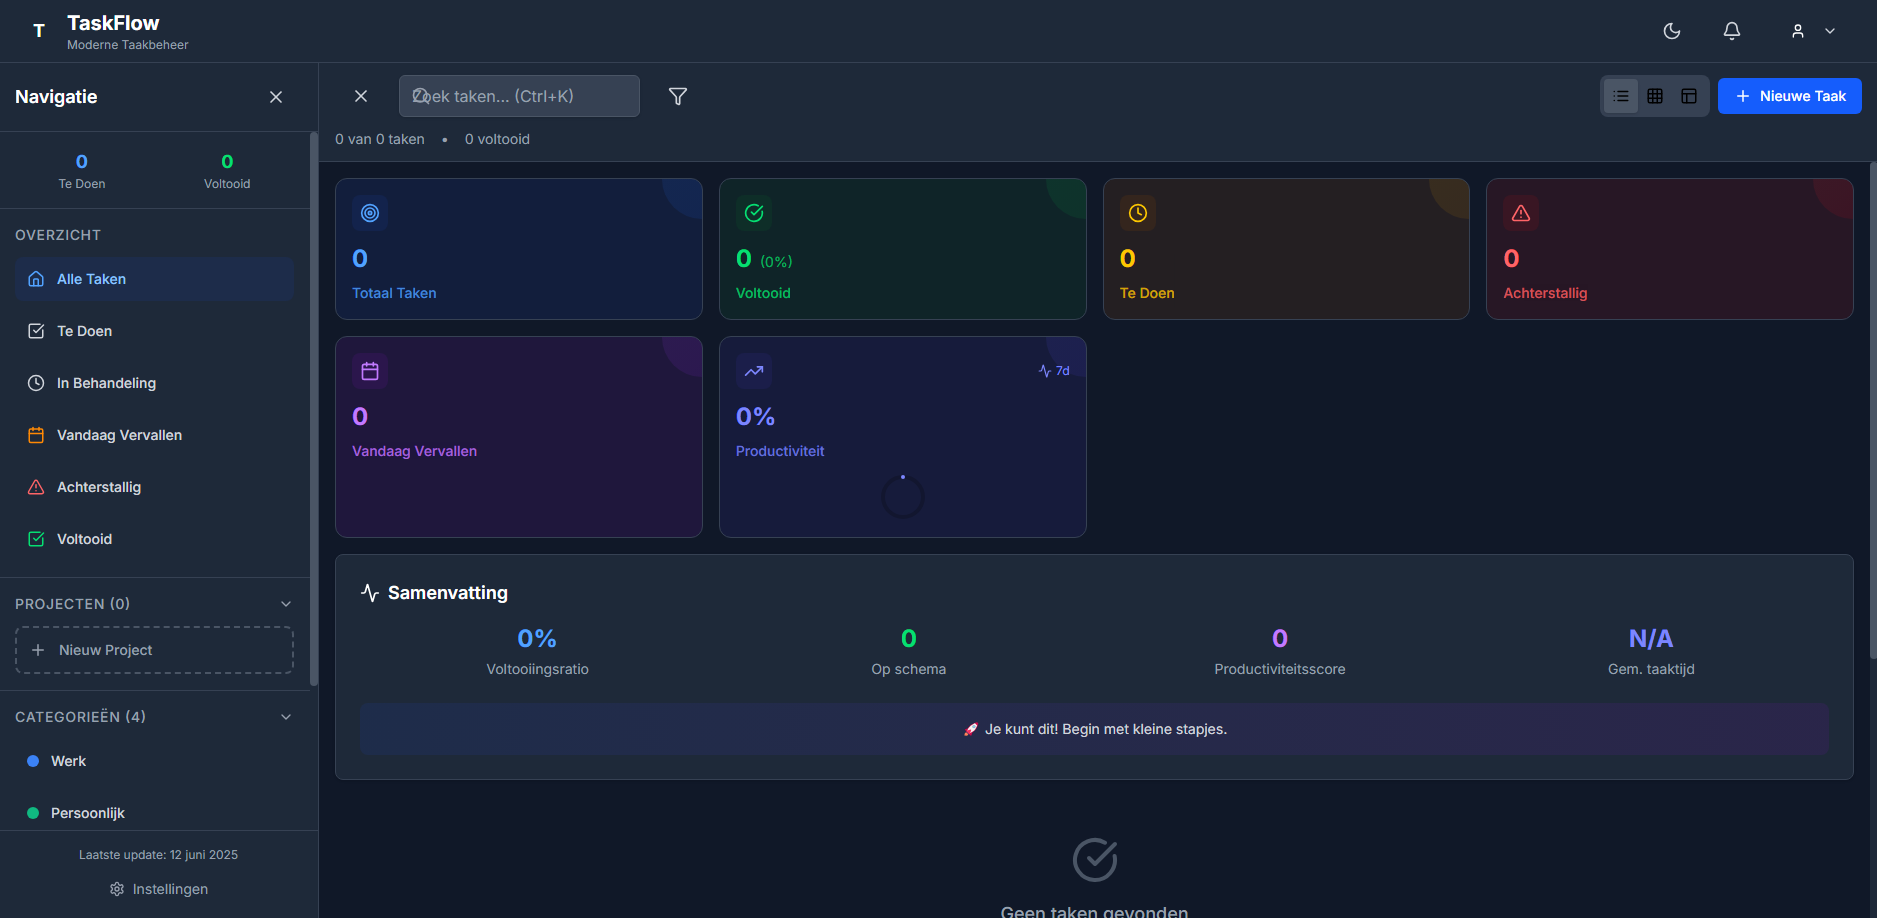 T
TaskFlow
Moderne Taakbeheer
Navigatie
0
Te Doen
0
Voltooid
OVERZICHT
Alle Taken
Te Doen
In Behandeling
Vandaag Vervallen
Achterstallig
Voltooid
PROJECTEN (0)
Nieuw Project
CATEGORIEËN (4)
Werk
Persoonlijk
Laatste update: 12 juni 2025
Instellingen
Zoek taken... (Ctrl+K)
Nieuwe Taak
0 van 0 taken • 0 voltooid
0
Totaal Taken
0 (0%)
Voltooid
0
Te Doen
0
Achterstallig
0
Vandaag Vervallen
7d
0%
Productiviteit
Samenvatting
0%
Voltooiingsratio
0
Op schema
0
Productiviteitsscore
N/A
Gem. taaktijd
🚀 Je kunt dit! Begin met kleine stapjes.
Geen taken gevonden